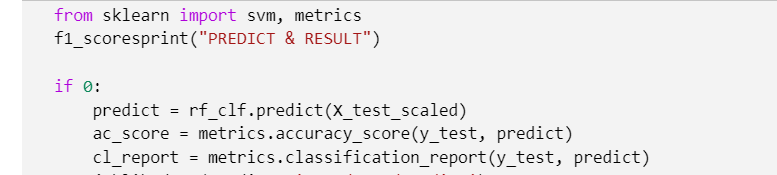 from sklearn import svm, metrics
f1_scoresprint("PREDICT & RESULT")
if 0:
predict = rf_clf.predict(X_test_scaled)
ac_score = metrics.accuracy_score(y_test, predict)
cl_report = metrics.classification_report(y_test, predict)